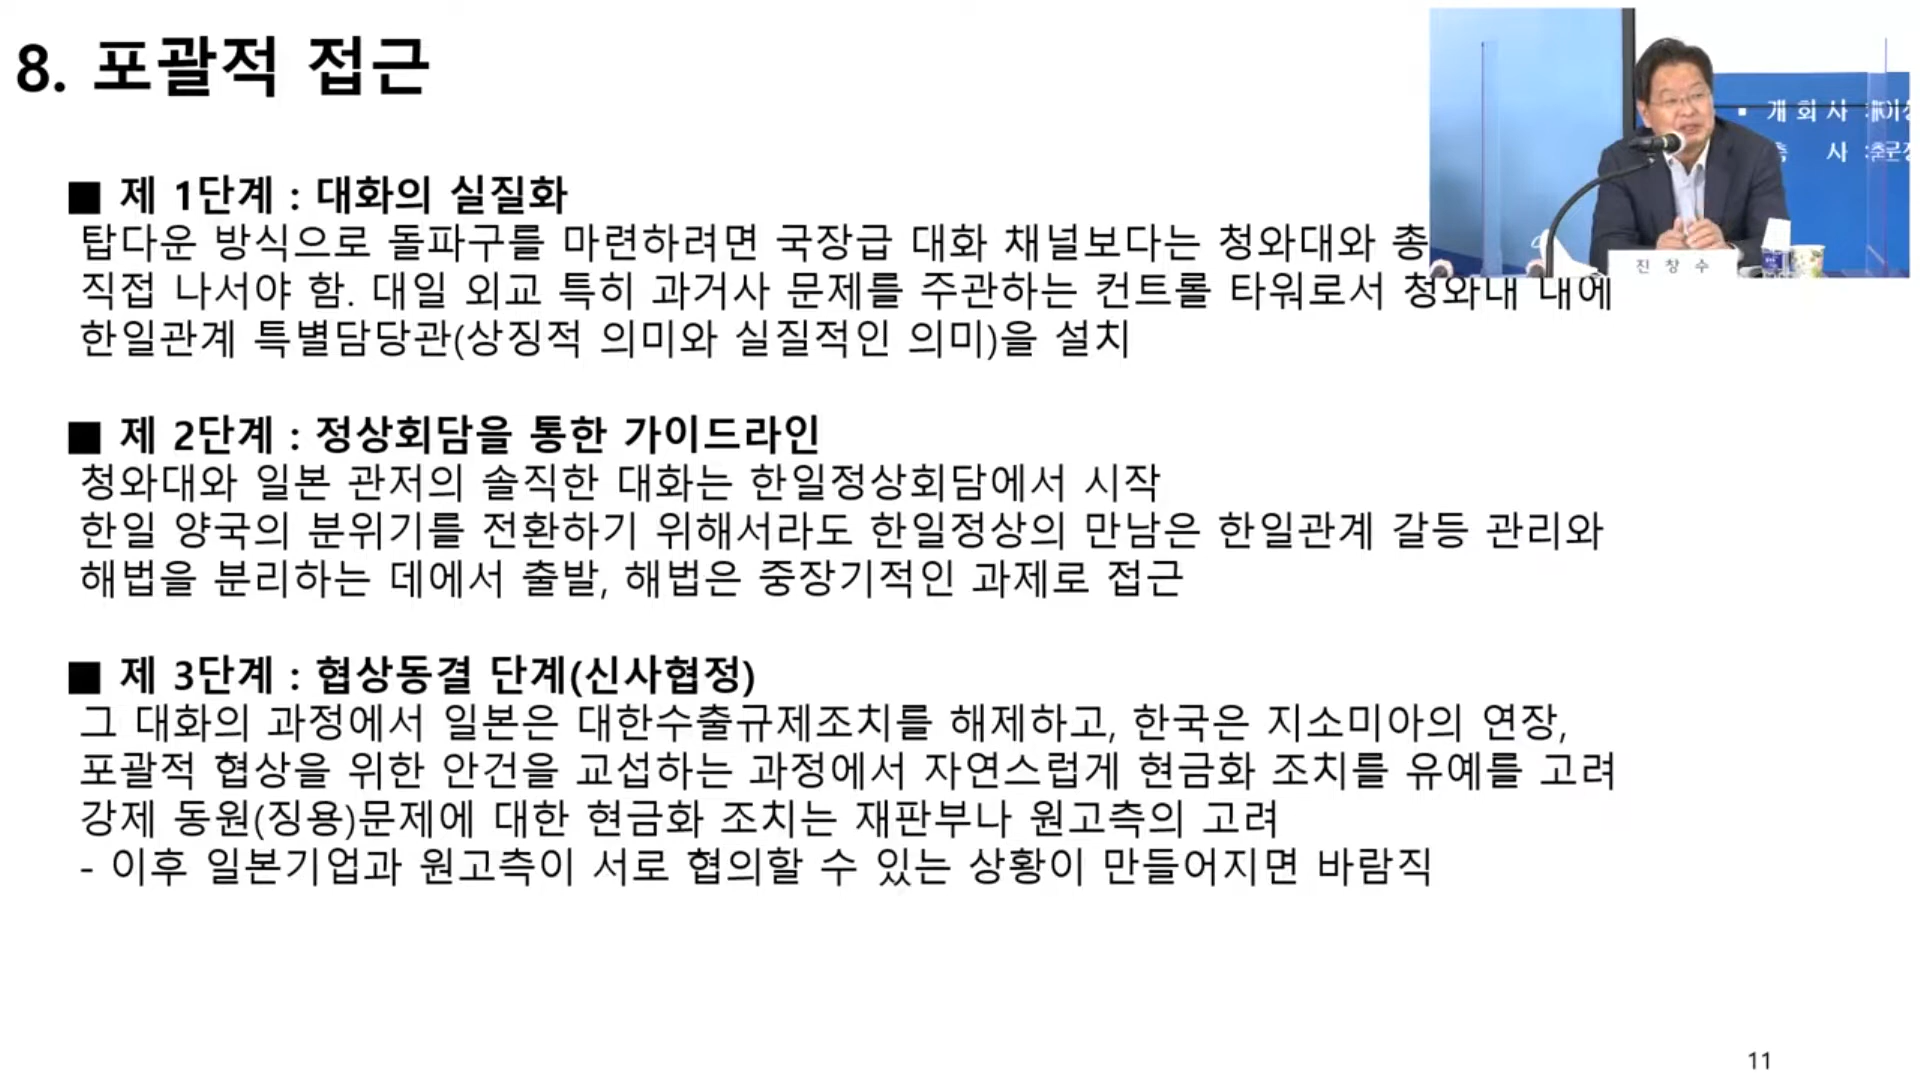 8. 포괄적 접근
■ 제 1단계 : 대화의 실질화
탑다운 방식으로 돌파구를 마련하려면 국장급 대화 채널보다는 청와대와 총
직접 나서야 함. 대일 외교 특히 과거사 문제를 주관하는 컨트롤 타워로서 청와대 내에
한일관계 특별담당관(상징적 의미와 실질적인 의미)을 설치
■ 제 2단계 : 정상회담을 통한 가이드라인
청와대와 일본 관저의 솔직한 대화는 한일정상회담에서 시작
한일 양국의 분위기를 전환하기 위해서라도 한일정상의 만남은 한일관계 갈등 관리와
해법을 분리하는 데에서 출발, 해법은 중장기적인 과제로 접근
■ 제 3단계 : 협상동결 단계(신사협정)
그 대화의 과정에서 일본은 대한수출규제조치를 해제하고, 한국은 지소미아의 연장,
포괄적 협상을 위한 안건을 교섭하는 과정에서 자연스럽게 현금화 조치를 유예를 고려
강제 동원(징용)문제에 대한 현금화 조치는 재판부나 원고측의 고려
- 이후 일본기업과 원고측이 서로 협의할 수 있는 상황이 만들어지면 바람직
▪ 개 회 사
사
진 창 수
11